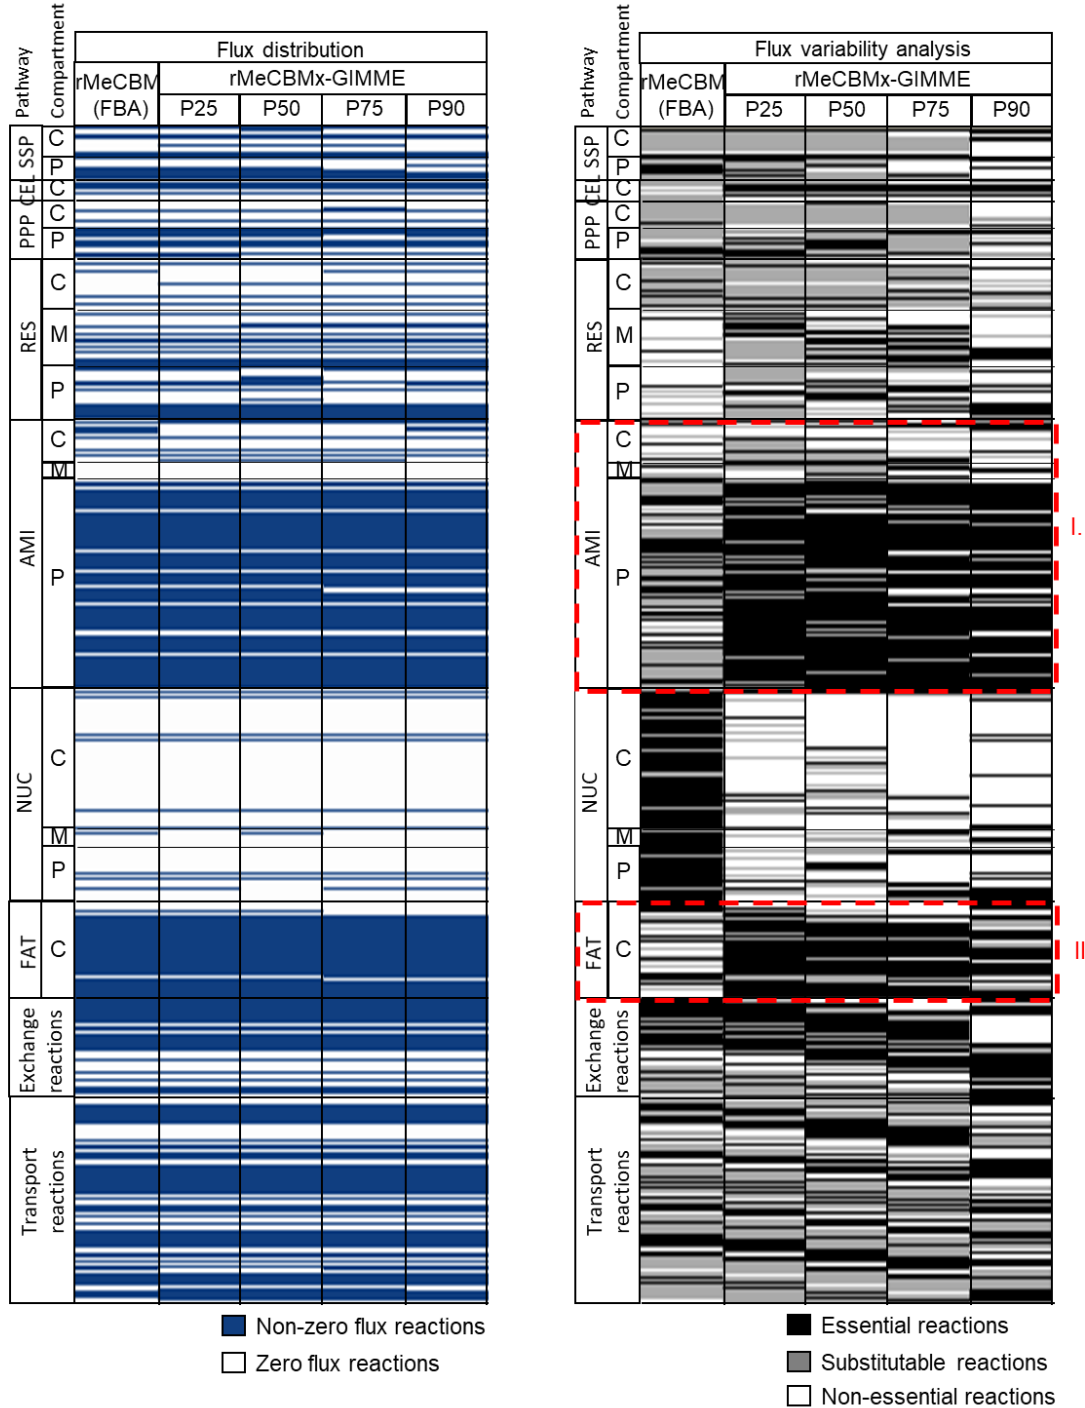 Flux distribution
Pathway
Compartment
rMeCBM
(FBA)
rMeCBMx-GIMME
P25
P50
P75
P90
SSP
C
P
CEL
C
PPP
C
P
RES
C
M
P
AMI
C
M
P
NUC
C
M
P
FAT
C
Exchange
reactions
Transport
reactions
Non-zero flux reactions
Zero flux reactions
Flux variability analysis
Pathway
Compartment
rMeCBM
(FBA)
rMeCBMx-GIMME
P25
P50
P75
P90
SSP
C
P
CEL
C
PPP
C
P
RES
C
M
P
AMI
C
M
P
I.
NUC
C
M
P
FAT
C
II
Exchange
reactions
Transport
reactions
Essential reactions
Substitutable reactions
Non-essential reactions